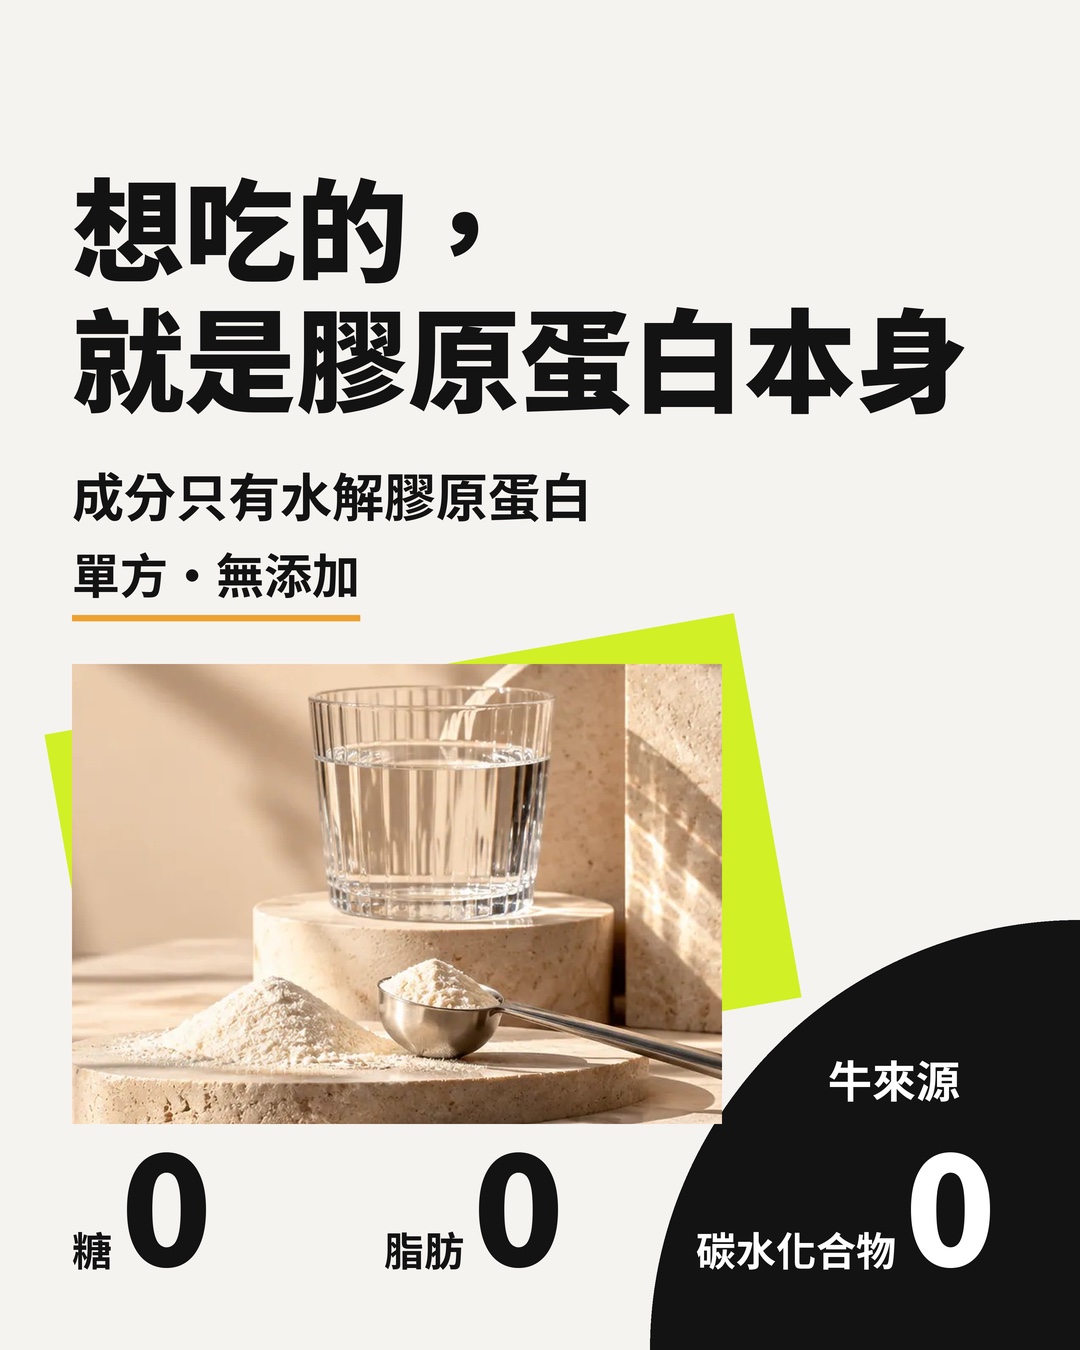 想吃的，
就是膠原蛋白本身
成分只有水解膠原蛋白
單方・無添加
牛來源
糖0
脂肪0
碳水化合物0